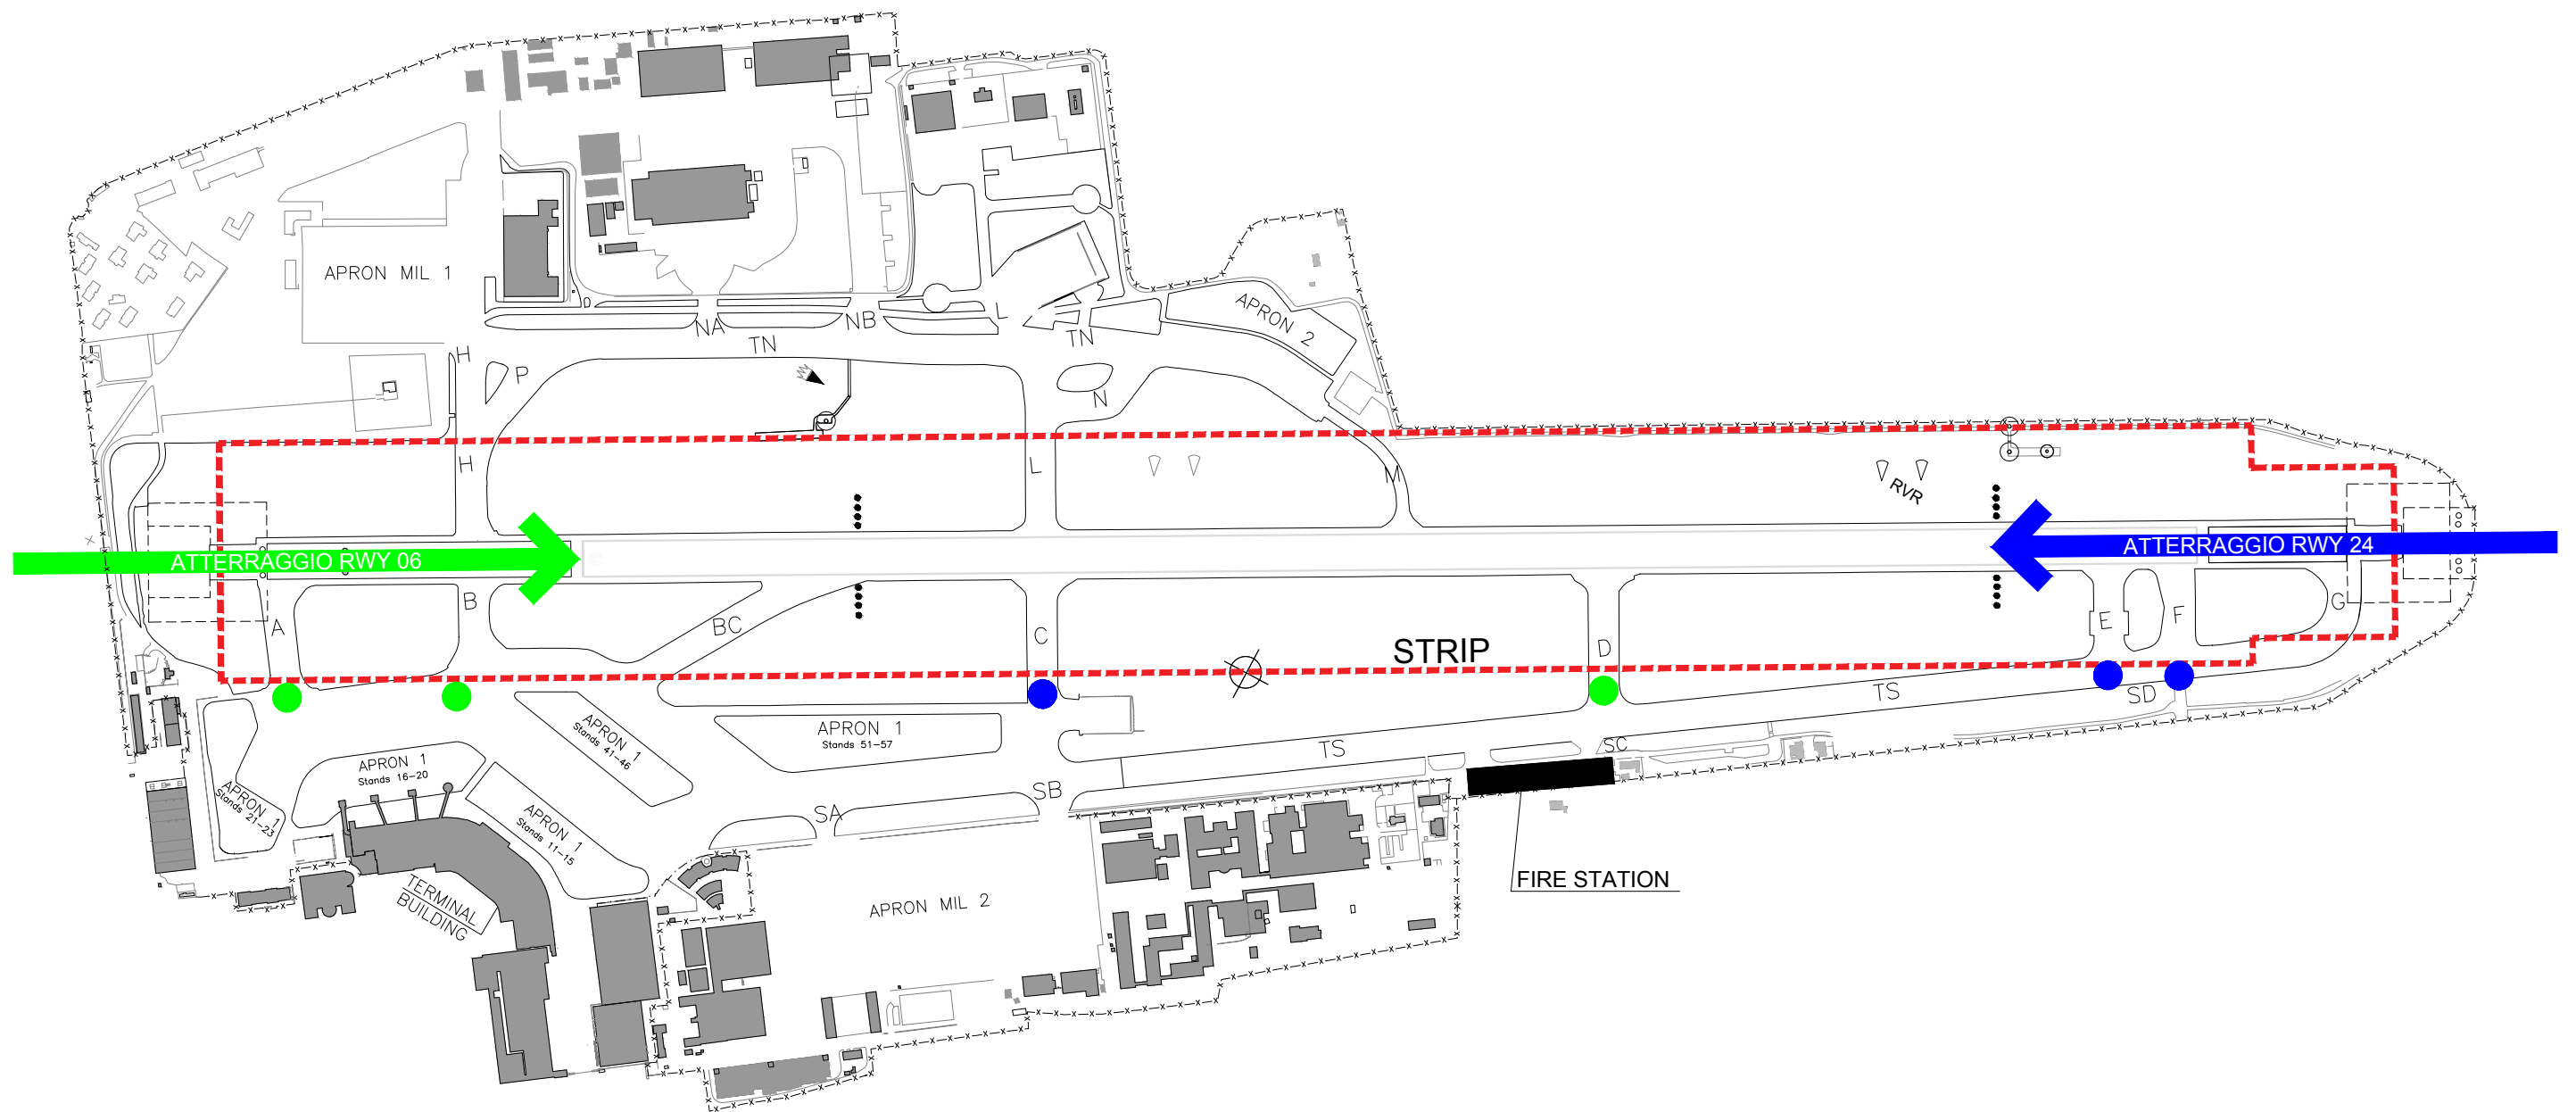 APRON MIL 1
APRON 2
NA
NB
L
TN
TN
H
P
N
H
L
M
RVR
ATTERRAGGIO RWY 06
ATTERRAGGIO RWY 24
A
B
BC
C
STRIP
D
E
F
G
TS
SD
APRON 1
Stands 41-46
APRON 1
Stands 51-57
TS
SC
APRON 1
Stands 16-20
APRON 1
Stands 21-23
APRON 1
Stands 11-15
SA
SB
FIRE STATION
TERMINAL
BUILDING
APRON MIL 2